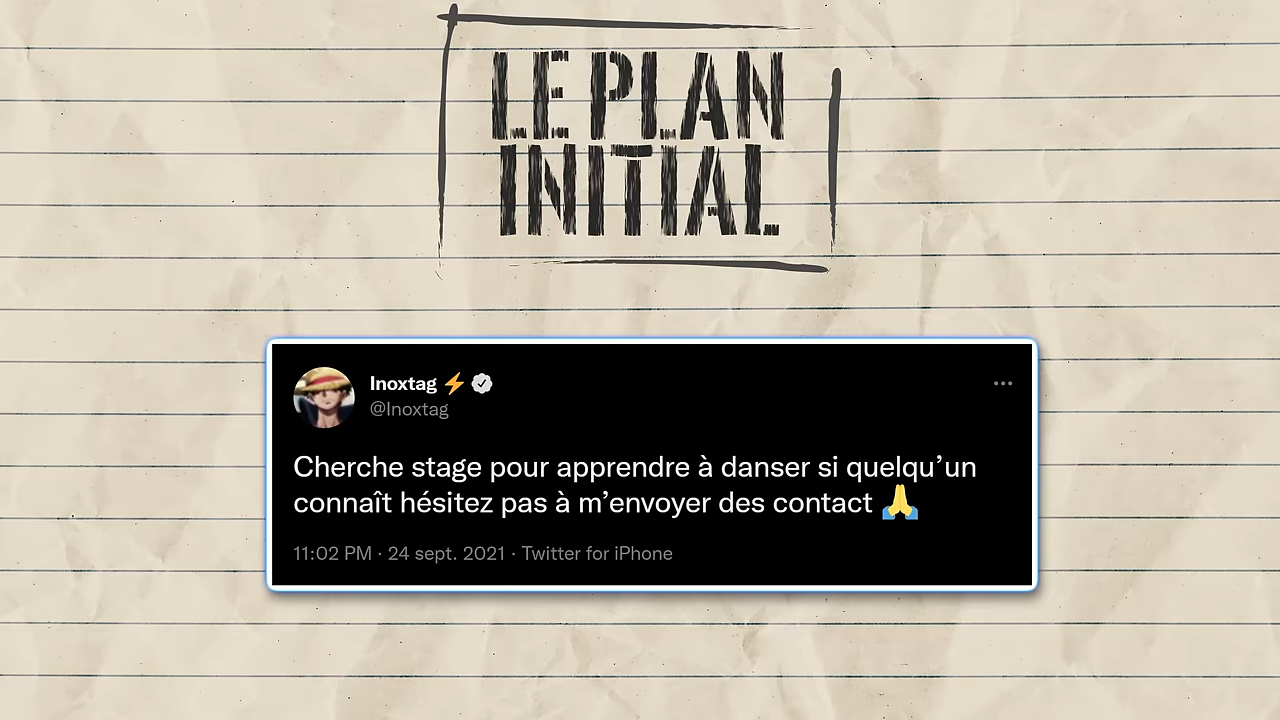 LE PLAN
INITIAL
Inoxtag ⚡
@Inoxtag
Cherche stage pour apprendre à danser si quelqu’un
connaît hésitez pas à m’envoyer des contact 🙏
11:02 PM · 24 sept. 2021 · Twitter for iPhone